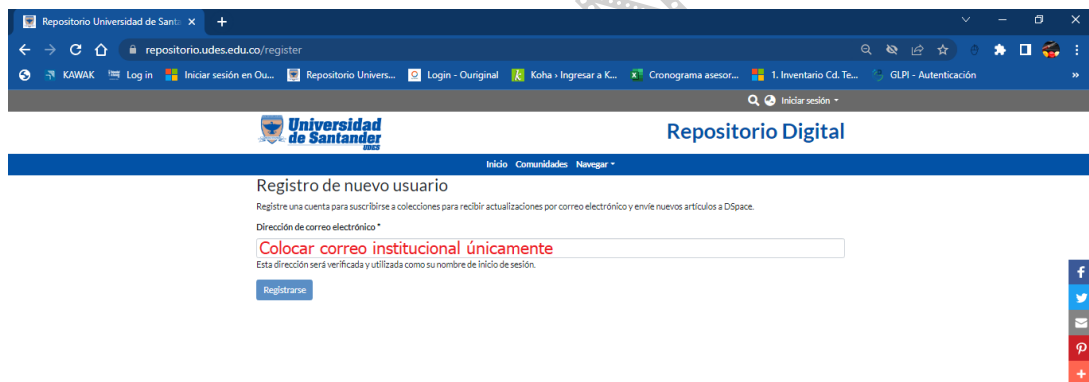 Repositorio Universidad de Santa
repositorio.udes.edu.co/register
KAWAK Log in Iniciar sesión en Ou... Repositorio Univers... Login - Ouriginal Koha › Ingresar a K... Cronograma asesor... 1. Inventario Cd. Te... GLPI - Autenticación »
Iniciar sesión
Universidad
de Santander
UDES
Repositorio Digital
Inicio Comunidades Navegar
Registro de nuevo usuario
Registre una cuenta para suscribirse a colecciones para recibir actualizaciones por correo electrónico y envíe nuevos artículos a DSpace.
Dirección de correo electrónico *
Colocar correo institucional únicamente
Esta dirección será verificada y utilizada como su nombre de inicio de sesión.
Registrarse